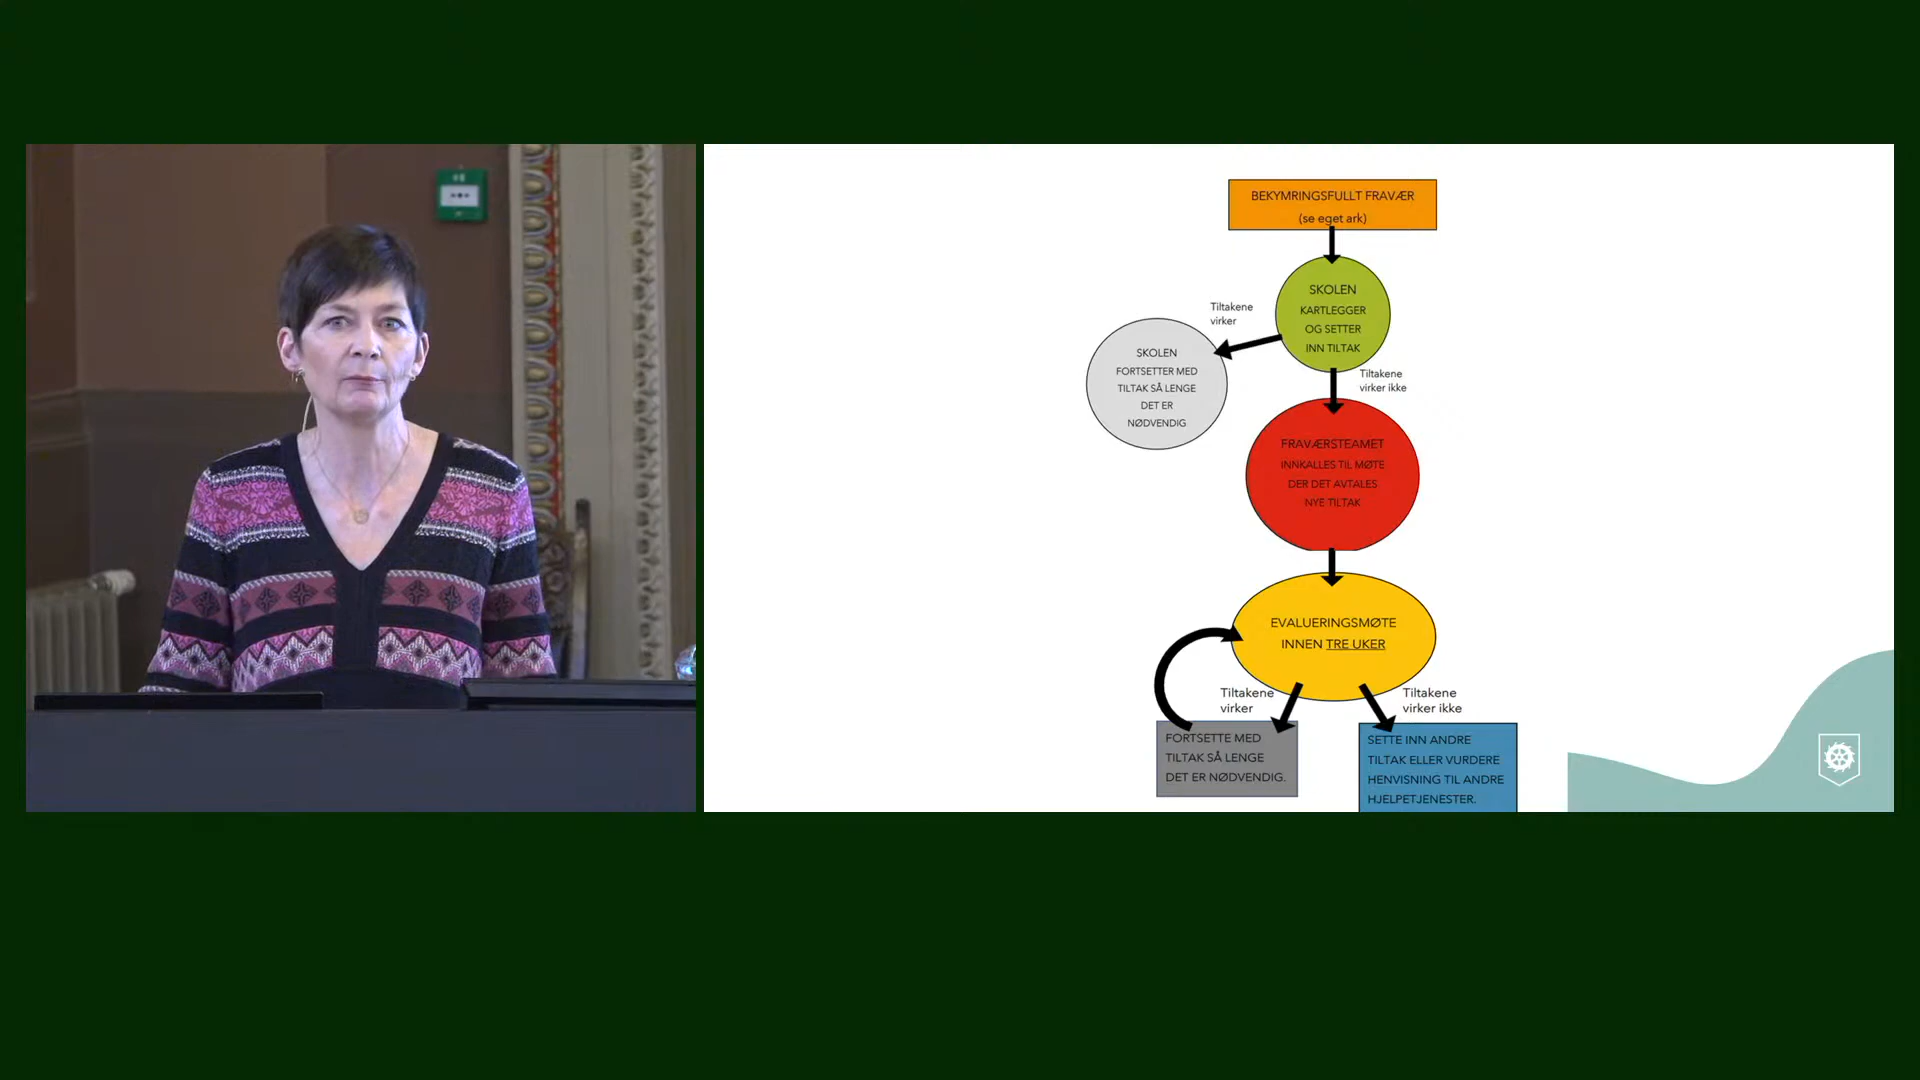 BEKYMRINGSFULLT FRAVÆR
(se eget ark)
SKOLEN
KARTLEGGER
OG SETTER
INN TILTAK
Tiltakene
virker
SKOLEN
FORTSETTER MED
TILTAK SÅ LENGE
DET ER
NØDVENDIG
Tiltakene
virker ikke
FRAVÆRSTEAMET
INNKALLES TIL MØTE
DER DET AVTALES
NYE TILTAK
EVALUERINGSMØTE
INNEN TRE UKER
Tiltakene
virker
Tiltakene
virker ikke
FORTSETTE MED
TILTAK SÅ LENGE
DET ER NØDVENDIG.
SETTE INN ANDRE
TILTAK ELLER VURDERE
HENVISNING TIL ANDRE
HJELPETJENESTER.